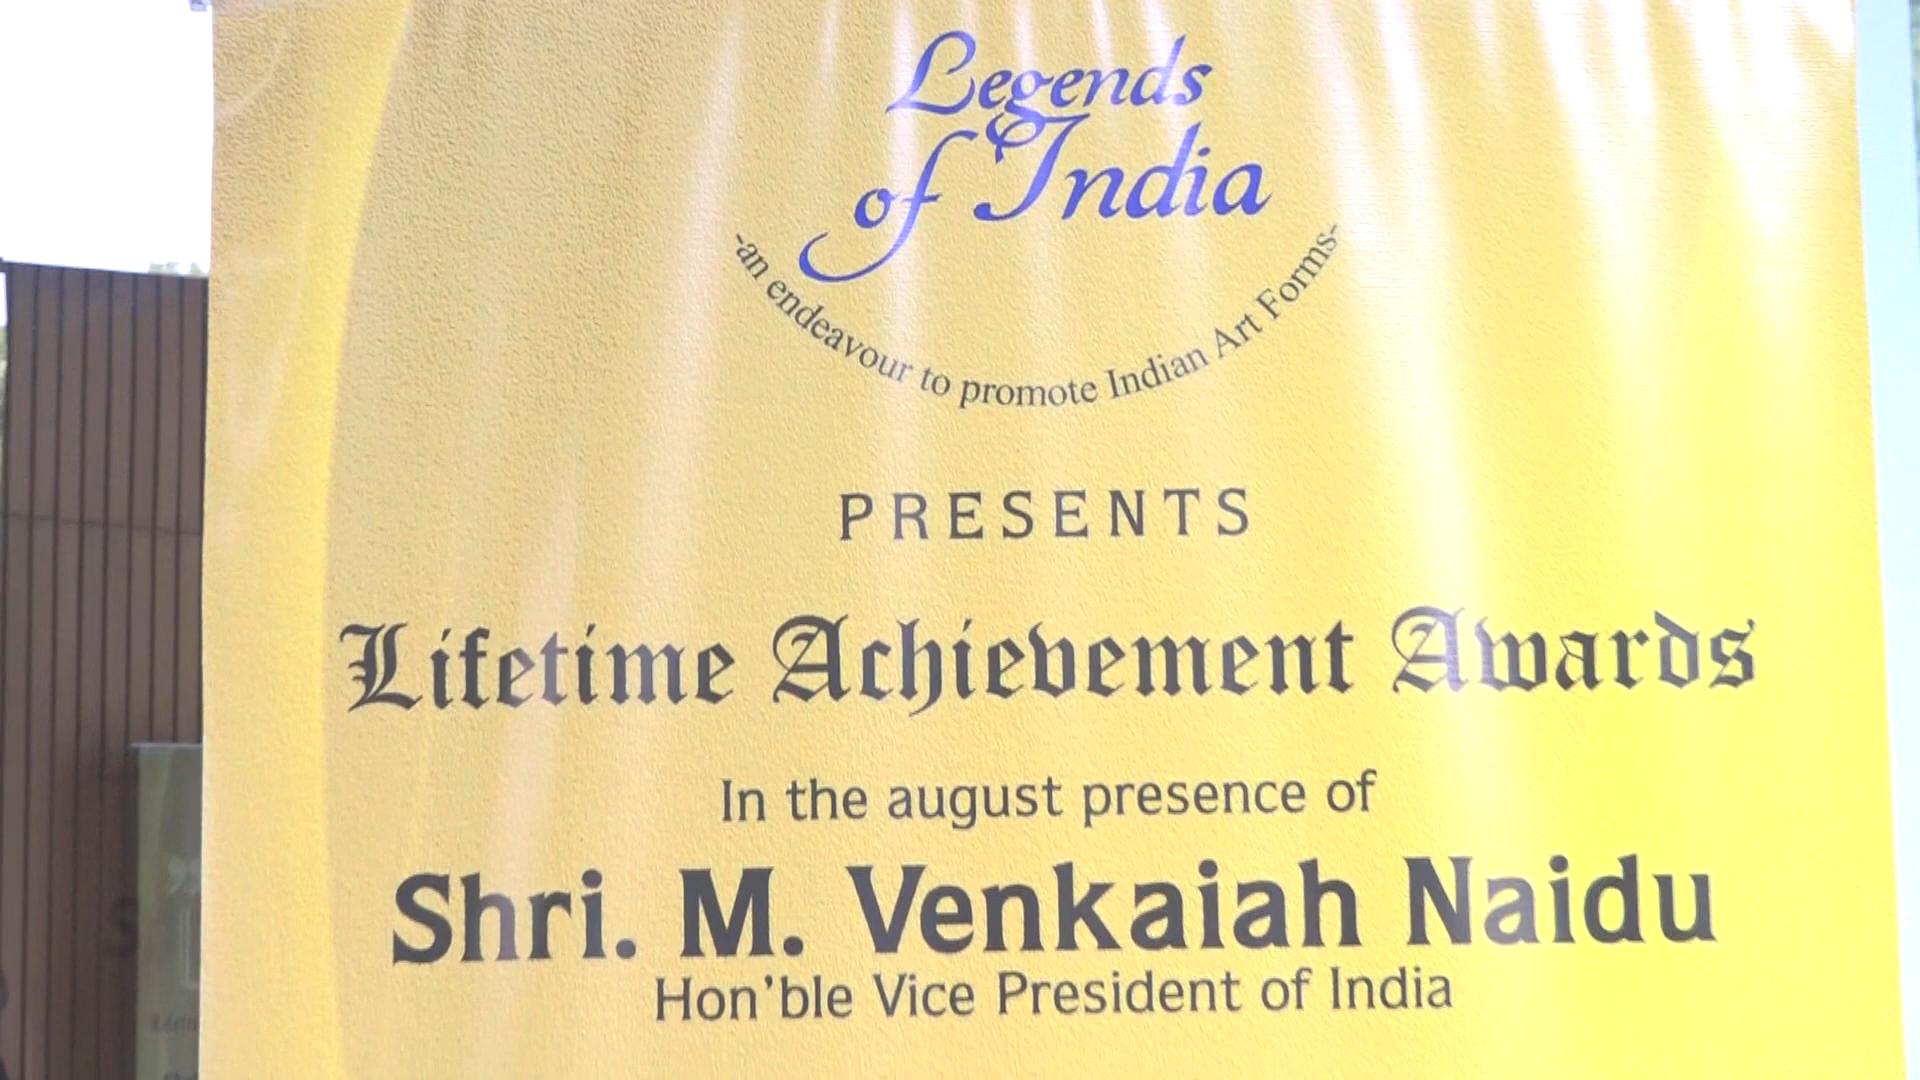 Legends
of India
-an endeavour to promote Indian Art Forms-
PRESENTS
Lifetime Achievement Awards
In the august presence of
Shri. M. Venkaiah Naidu
Hon'ble Vice President of India